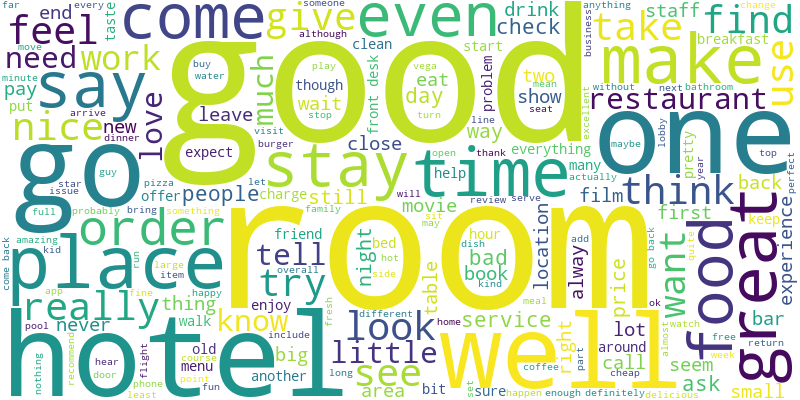 far
end
feel
come
give
even
someone
although
drink
check
staff
find
anything
change
every
taste
need
work
clean
start
business
take
breakfast
move
minute
pay
put
say
good
buy
water
play
vega
mean
though
eat
wait
day
stop
turn
much
front desk
problem
two
show
seat
make
without
next
bathroom
restaurant
use
arrive
love
leave
nice
new
dinner
guy
issue
star
expect
visit
burger
close
line
way
excellent
one
maybe
lobby
pretty
year
top
perfect
go
stay
time
open
thank
everything
help
many
actually
pizza
offer
let
people
will
charge
still
review
serve
film
think
back
full
probably
bring
something
family
may
sit
movie
location
first
keep
experience
come back
amazing
kid
order
room
friend
tell
night
bed
hot
side
hour
dish
kind
bad
book
alway
add
ok
go back
want
quite
food
great
place
run
large
item
overall
try
table
price
watch
almost
bar
app
fine
happy
really
thing
enjoy
different
meal
fresh
pool
never
walk
know
include
look
home
service
lot
free
return
week
hear
flight
old
menu
big
little
right
around
call
seem
cheap
nothing
recommend
door
course
another
hotel
phone
point
least
fun
long
see
area
bit
well
sure
set
coffee
part
happen
enough
definitely
delicious
ask
small